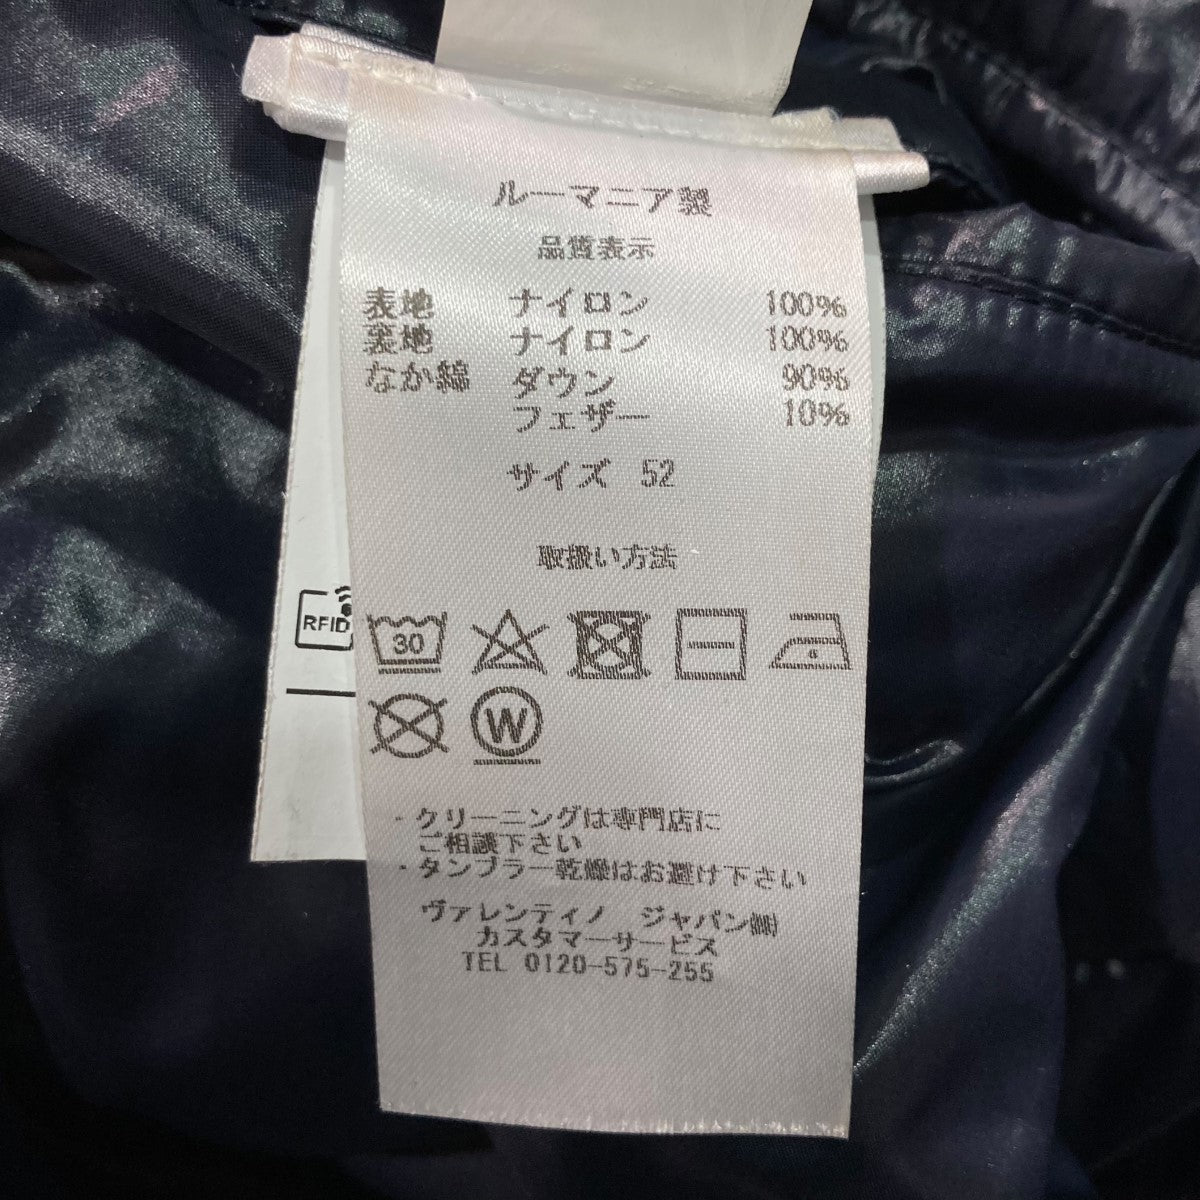 ルーマニア製
品質表示
表地 ナイロン 100%
裏地 ナイロン 100%
なか綿 ダウン 90%
フェザー 10%
サイズ 52
取扱い方法
RFID
30
W
・クリーニングは専門店に
ご相談下さい
・タンブラー乾燥はお避け下さい
ヴァレンティノ ジャパン㈱
カスタマーサービス
TEL 0120-575-255